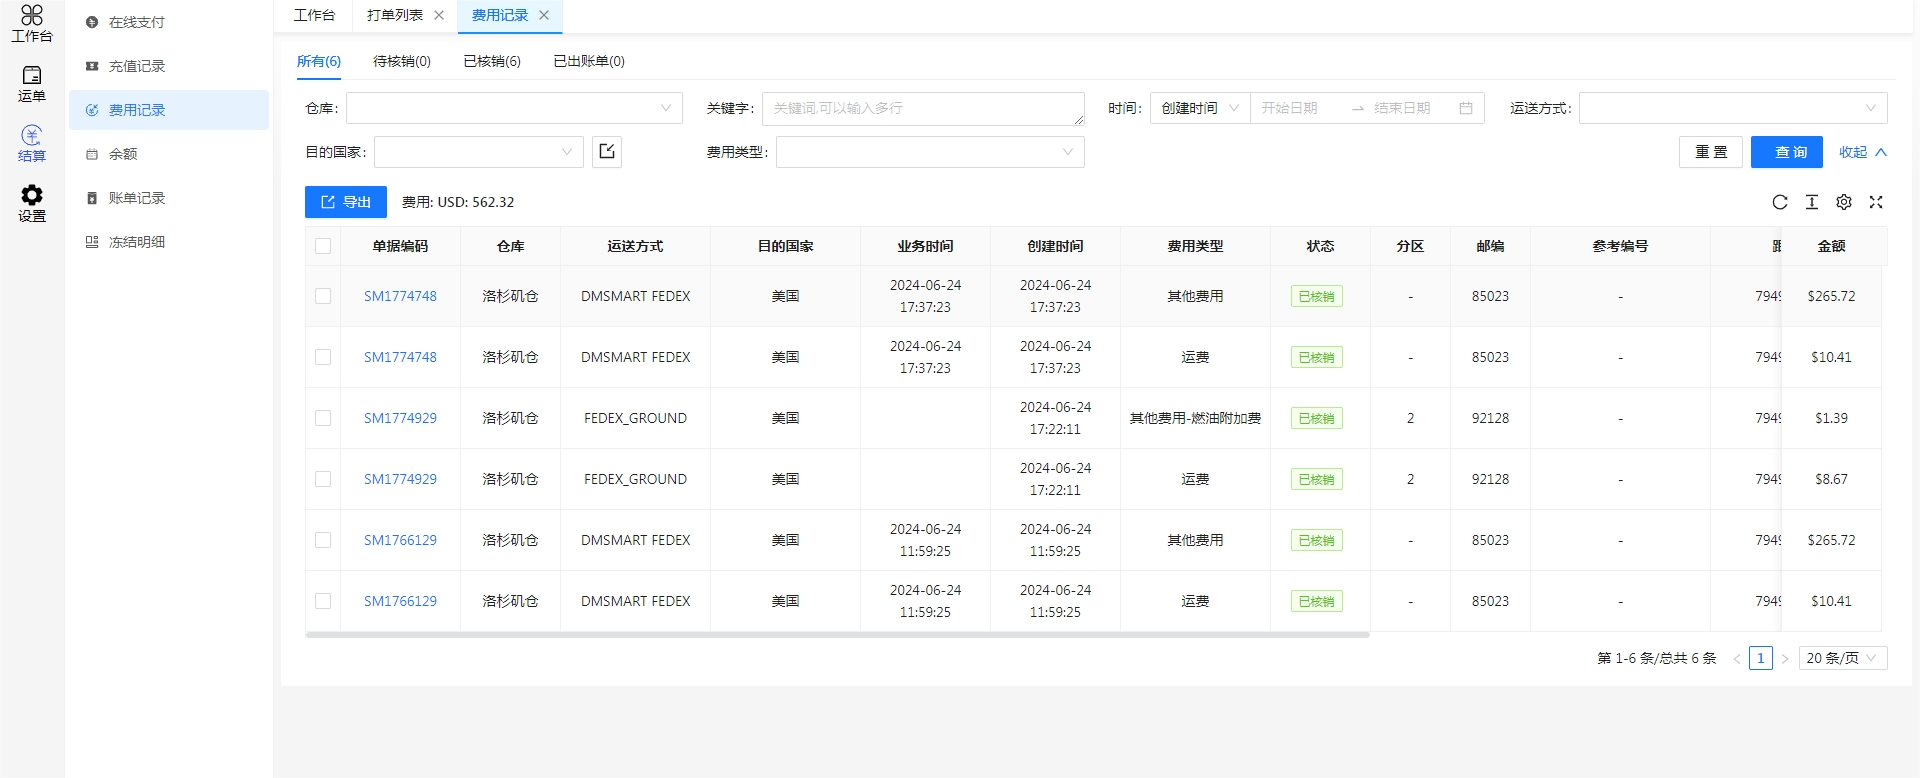 工作台
运单
结算
设置
在线支付
充值记录
费用记录
余额
账单记录
冻结明细
工作台 打单列表 费用记录
所有(6) 待核销(0) 已核销(6) 已出账单(0)
仓库: 关键字: 关键词,可以输入多行 时间: 创建时间 开始日期 结束日期 运送方式:
目的国家: 费用类型: 重 置 查 询 收起
导出 费用: USD: 562.32
单据编码 仓库 运送方式 目的国家 业务时间 创建时间 费用类型 状态 分区 邮编 参考编号 金额
SM1774748 洛杉矶仓 DMSMART FEDEX 美国 2024-06-24 17:37:23 2024-06-24 17:37:23 其他费用 已核销 - 85023 - 7949 $265.72
SM1774748 洛杉矶仓 DMSMART FEDEX 美国 2024-06-24 17:37:23 2024-06-24 17:37:23 运费 已核销 - 85023 - 7949 $10.41
SM1774929 洛杉矶仓 FEDEX_GROUND 美国 2024-06-24 17:22:11 其他费用-燃油附加费 已核销 2 92128 - 7949 $1.39
SM1774929 洛杉矶仓 FEDEX_GROUND 美国 2024-06-24 17:22:11 运费 已核销 2 92128 - 7949 $8.67
SM1766129 洛杉矶仓 DMSMART FEDEX 美国 2024-06-24 11:59:25 2024-06-24 11:59:25 其他费用 已核销 - 85023 - 7949 $265.72
SM1766129 洛杉矶仓 DMSMART FEDEX 美国 2024-06-24 11:59:25 2024-06-24 11:59:25 运费 已核销 - 85023 - 7949 $10.41
第 1-6 条/总共 6 条 1 20 条/页